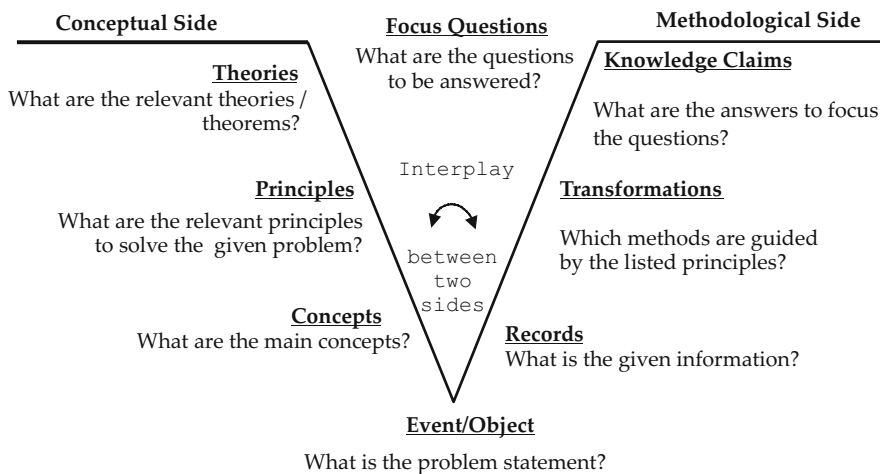 Conceptual Side
Theories
What are the relevant theories /
theorems?
Principles
What are the relevant principles
to solve the given problem?
Concepts
What are the main concepts?
Focus Questions
What are the questions
to be answered?
Interplay
between
two
sides
Methodological Side
Knowledge Claims
What are the answers to focus
the questions?
Transformations
Which methods are guided
by the listed principles?
Records
What is the given information?
Event/Object
What is the problem statement?